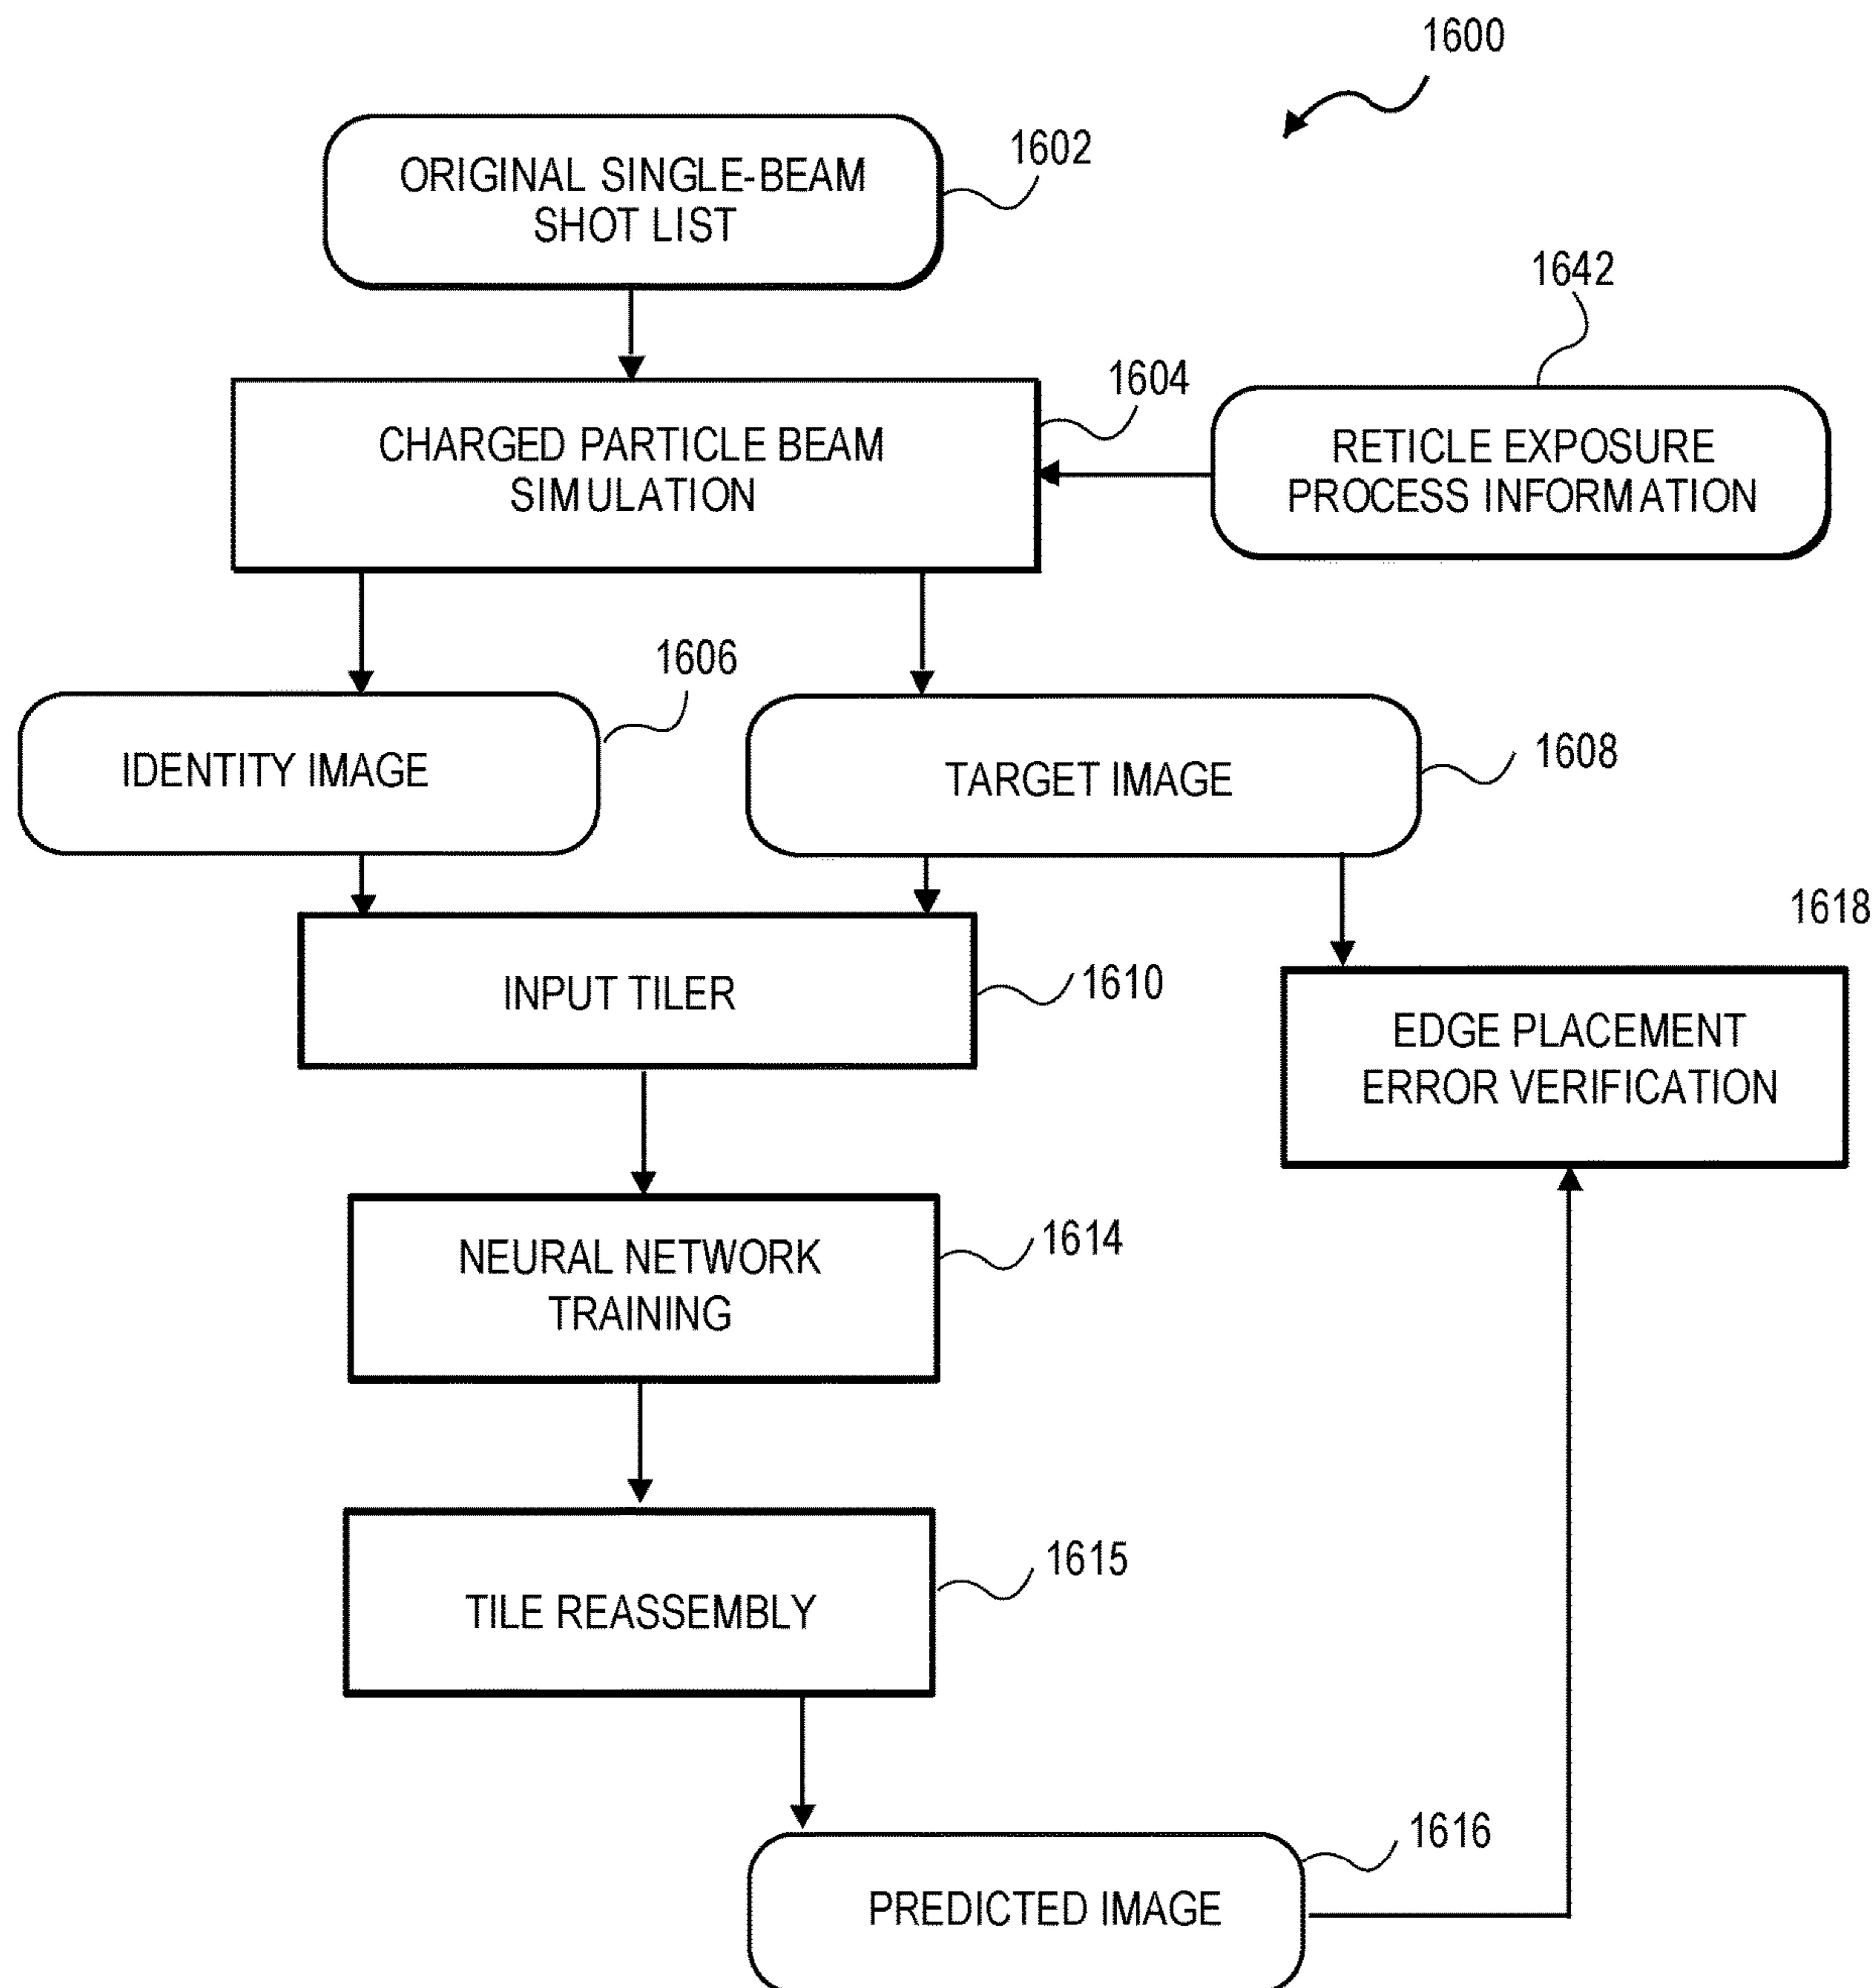 1600
ORIGINAL SINGLE-BEAM
SHOT LIST
1602
1642
CHARGED PARTICLE BEAM
SIMULATION
1604
RETICLE EXPOSURE
PROCESS INFORMATION
1606
IDENTITY IMAGE
TARGET IMAGE
1608
1618
INPUT TILER
1610
EDGE PLACEMENT
ERROR VERIFICATION
NEURAL NETWORK
TRAINING
1614
TILE REASSEMBLY
1615
PREDICTED IMAGE
1616